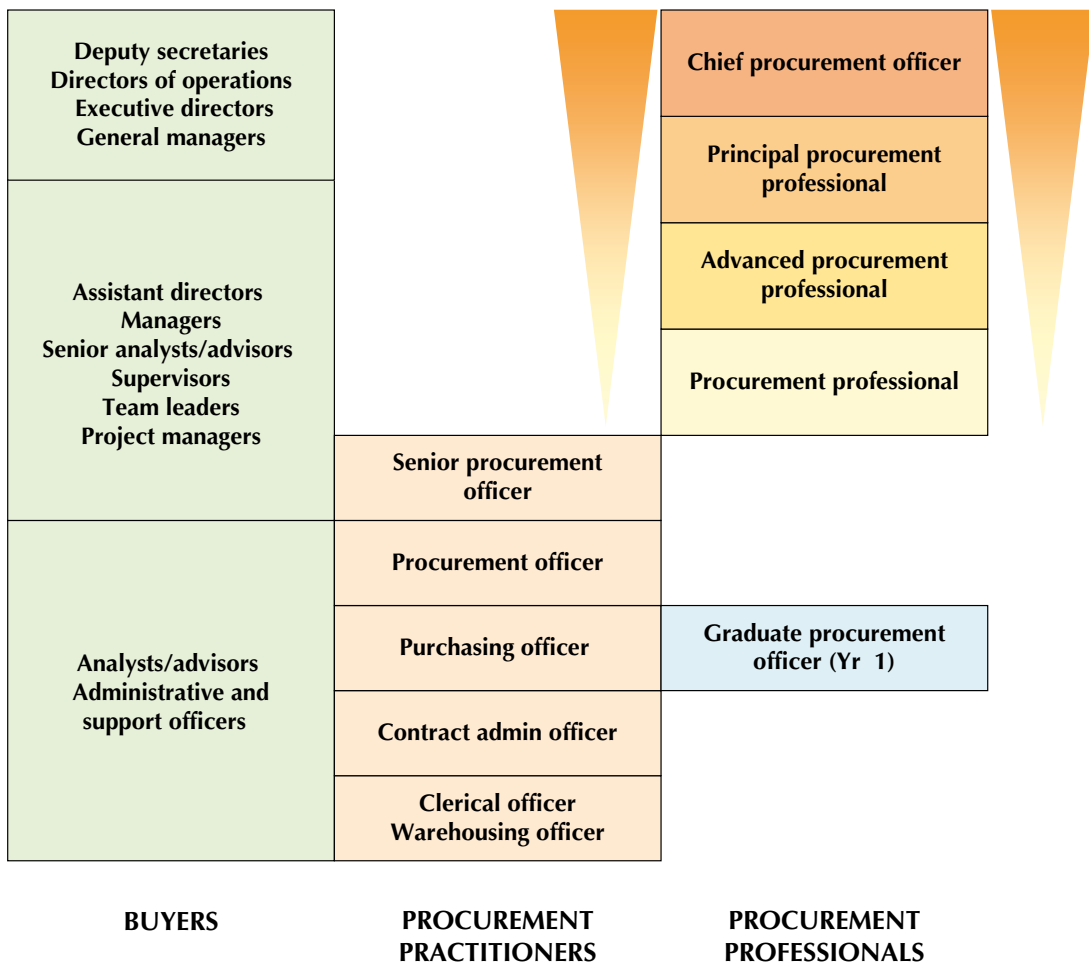 Deputy secretaries
Directors of operations
Executive directors
General managers
Assistant directors
Managers
Senior analysts/advisors
Supervisors
Team leaders
Project managers
Analysts/advisors
Administrative and
support officers
BUYERS
Senior procurement
officer
Procurement officer
Purchasing officer
Contract admin officer
Clerical officer
Warehousing officer
PROCUREMENT
PRACTITIONERS
Chief procurement officer
Principal procurement
professional
Advanced procurement
professional
Procurement professional
Graduate procurement
officer (Yr 1)
PROCUREMENT
PROFESSIONALS